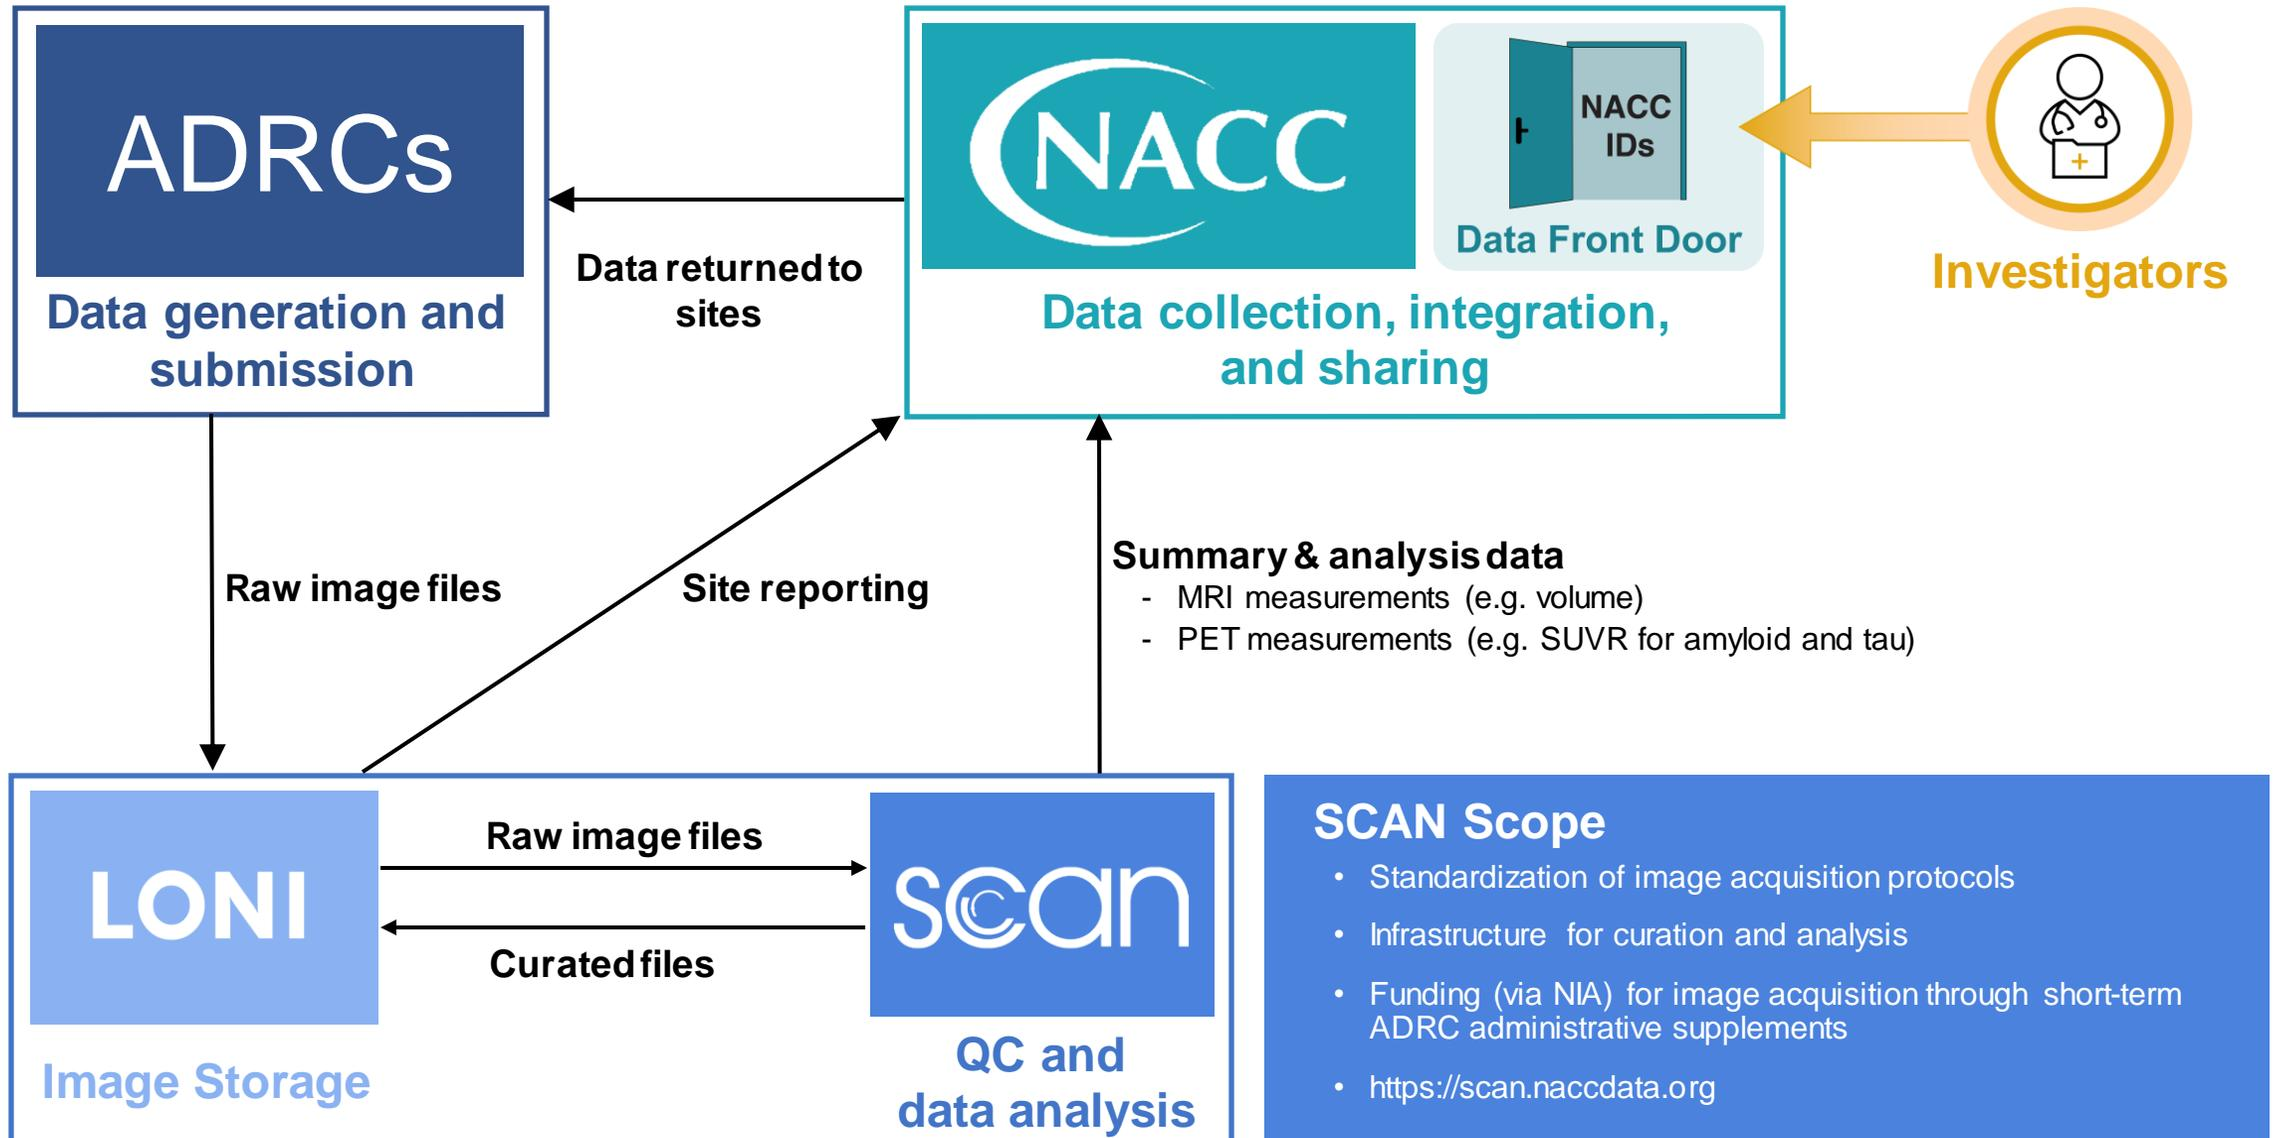 ADRCs
Data generation and
submission
Data returned to
sites
NACC
NACC
IDs
Data Front Door
Data collection, integration,
and sharing
Investigators
Raw image files
Site reporting
Summary & analysis data
- MRI measurements (e.g. volume)
- PET measurements (e.g. SUVR for amyloid and tau)
LONI
Image Storage
Raw image files
Curated files
scan
QC and
data analysis
SCAN Scope
• Standardization of image acquisition protocols
• Infrastructure for curation and analysis
• Funding (via NIA) for image acquisition through short-term
ADRC administrative supplements
• https://scan.naccdata.org